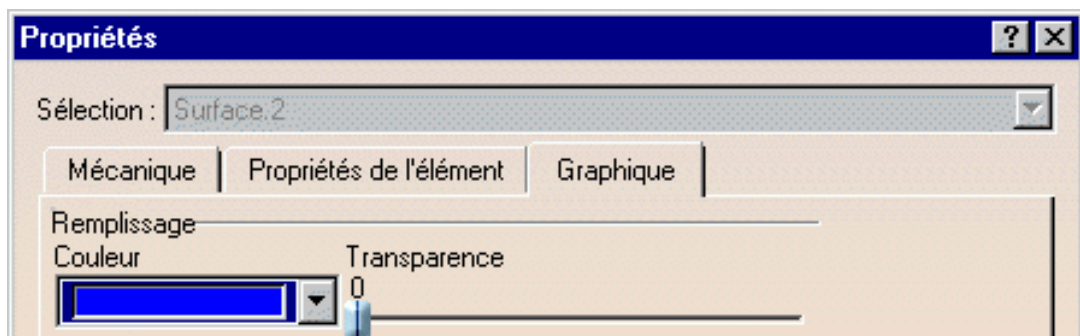 Propriétés
Sélection : Surface.2
Mécanique Propriétés de l'élément Graphique
Remplissage
Couleur Transparence
0